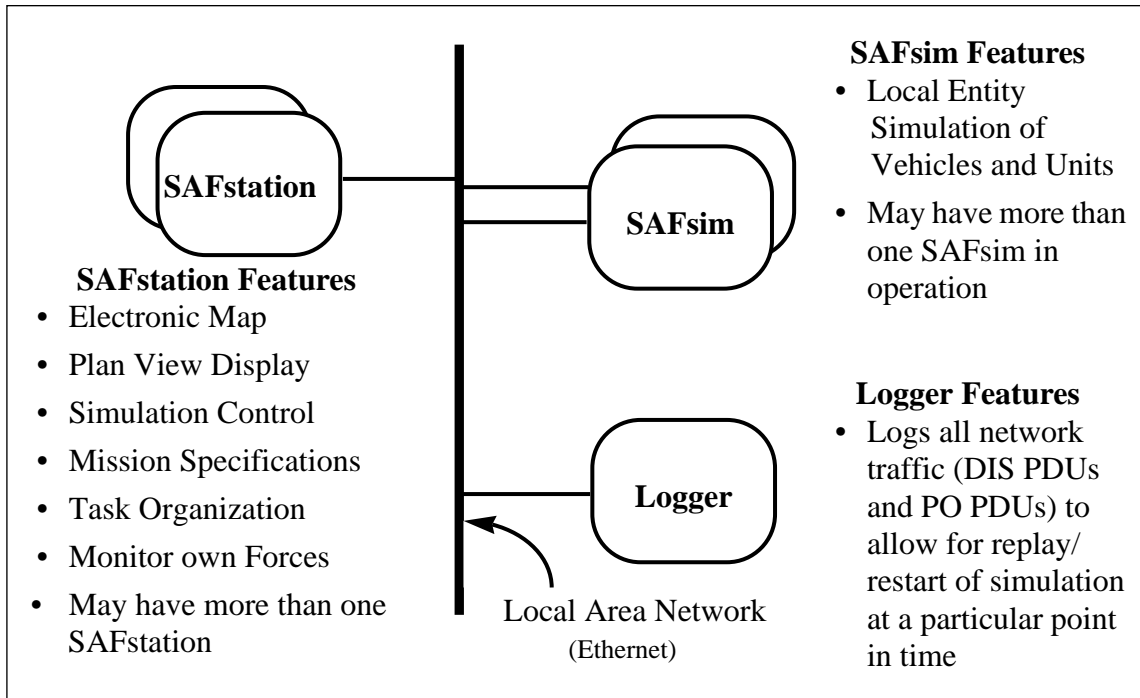 SAFstation
SAFstation Features
• Electronic Map
• Plan View Display
• Simulation Control
• Mission Specifications
• Task Organization
• Monitor own Forces
• May have more than one
SAFstation
SAFsim
Logger
Local Area Network
(Ethernet)
SAFsim Features
• Local Entity
Simulation of
Vehicles and Units
• May have more than
one SAFsim in
operation
Logger Features
• Logs all network
traffic (DIS PDUs
and PO PDUs) to
allow for replay/
restart of simulation
at a particular point
in time